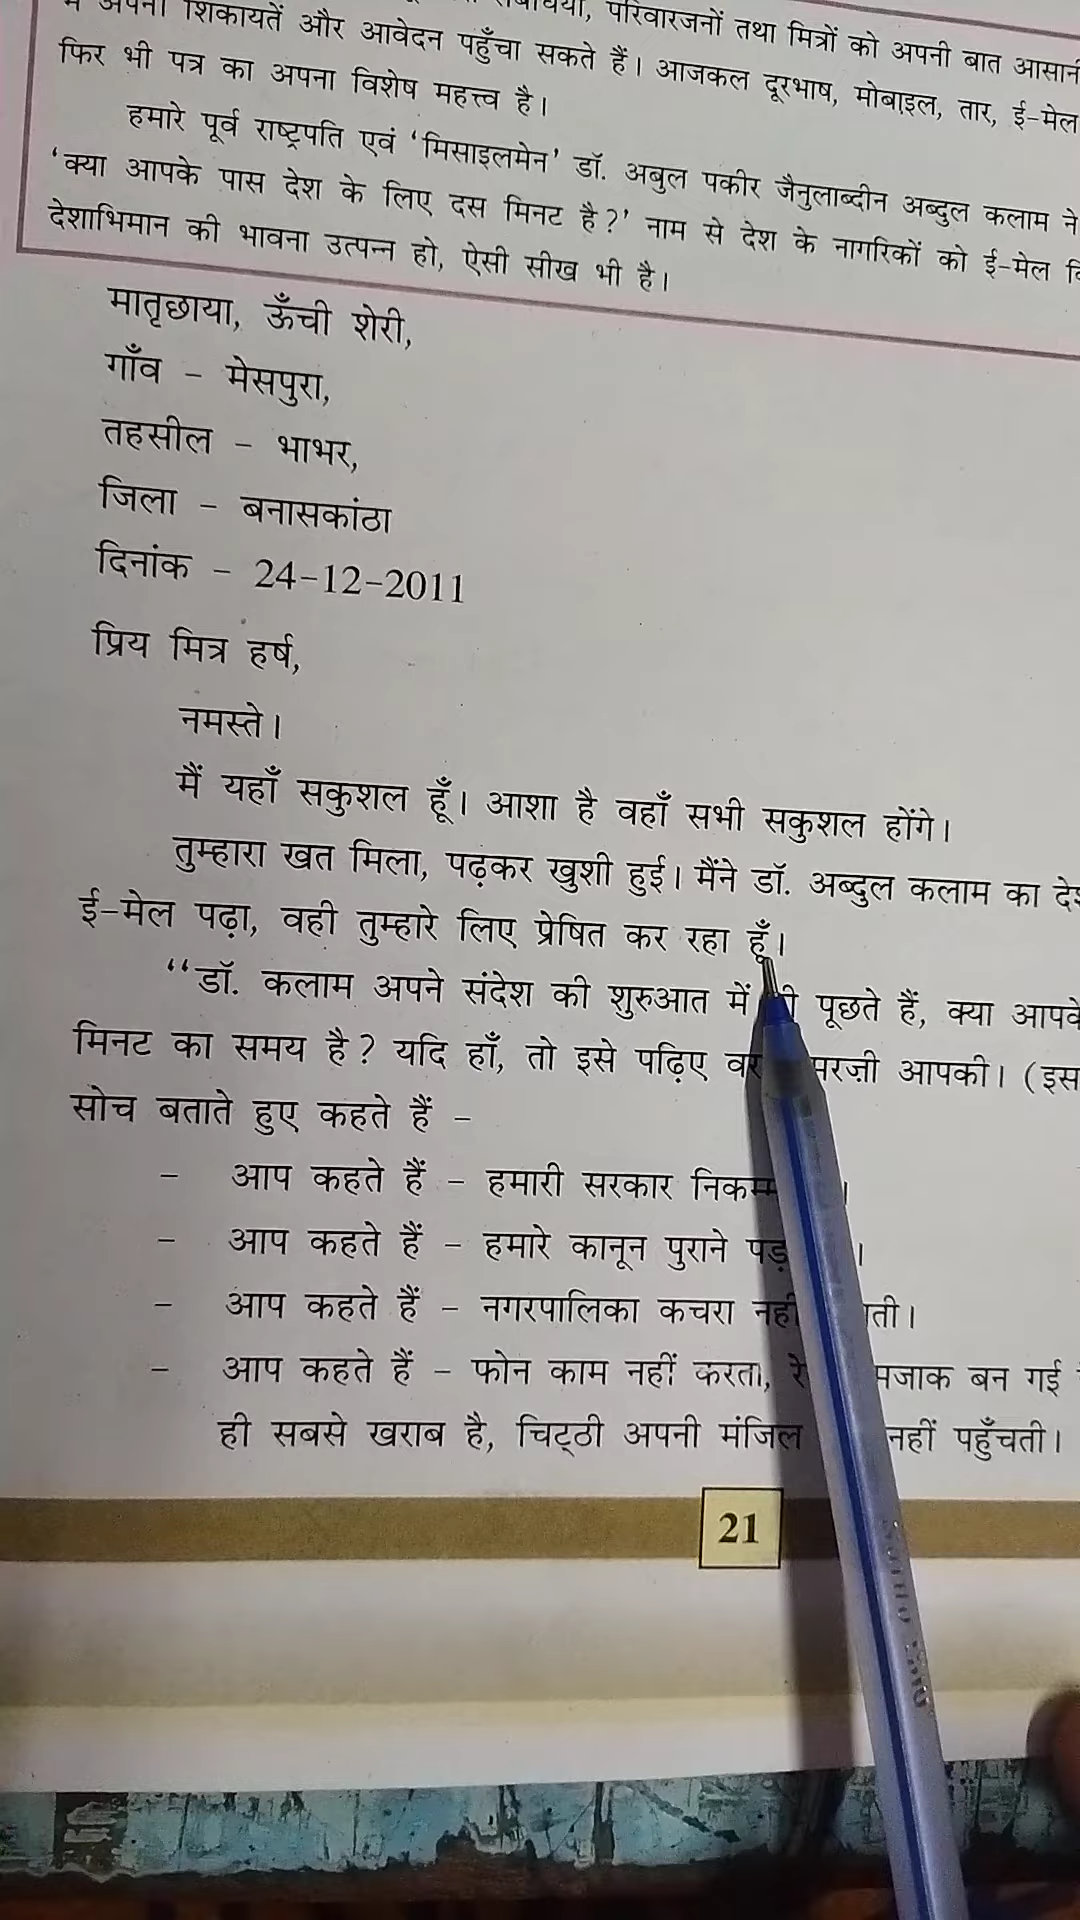 अपनी शिकायतें और आवेदन पहुँचा सकते हैं। आजकल दूरभाष, मोबाइल, तार, ई-मेल
परिवारजनों तथा मित्रों को अपनी बात
फिर भी पत्र का अपना विशेष महत्त्व है।
हमारे पूर्व राष्ट्रपति एवं ‘मिसाइलमेन’ डॉ. अबुल पकीर जैनुलाब्दीन अब्दुल कलाम ने
‘क्या आपके पास देश के लिए दस मिनट है?’ नाम से देश के नागरिकों को ई-मेल
देशाभिमान की भावना उत्पन्न हो, ऐसी सीख भी है।
मातृछाया, ऊँची शेरी,
गाँव - मेसपुरा,
तहसील - भाभर,
जिला - बनासकांठा
दिनांक - 24-12-2011
प्रिय मित्र हर्ष,
नमस्ते।
मैं यहाँ सकुशल हूँ। आशा है वहाँ सभी सकुशल होंगे।
तुम्हारा खत मिला, पढ़कर खुशी हुई। मैंने डॉ. अब्दुल कलाम का
ई-मेल पढ़ा, वही तुम्हारे लिए प्रेषित कर रहा हूँ।
“डॉ. कलाम अपने संदेश की शुरुआत में पूछते हैं, क्या
मिनट का समय है? यदि हाँ, तो इसे पढ़िए मरज़ी आपकी। (इस
सोच बताते हुए कहते हैं -
- आप कहते हैं - हमारी सरकार
- आप कहते हैं - हमारे कानून पुराने
- आप कहते हैं - नगरपालिका कचरा
- आप कहते हैं - फोन काम नहीं करता, मजाक बन गई
ही सबसे खराब है, चिट्ठी अपनी मंजिल नहीं पहुँचती।
21